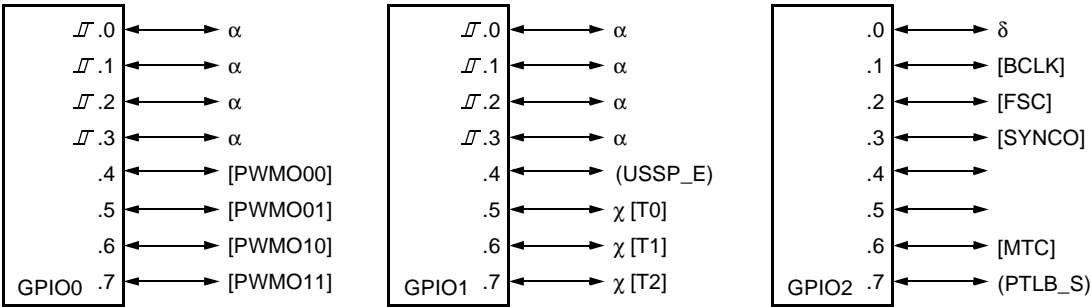 .0 α .0 α .0 δ
.1 α .1 α .1 [BCLK]
.2 α .2 α .2 [FSC]
.3 α .3 α .3 [SYNCO]
.4 [PWMO00] .4 (USSP_E) .4
.5 [PWMO01] .5 χ [T0] .5
.6 [PWMO10] .6 χ [T1] .6 [MTC]
GPIO0 .7 [PWMO11] GPIO1 .7 χ [T2] GPIO2 .7 (PTLB_S)